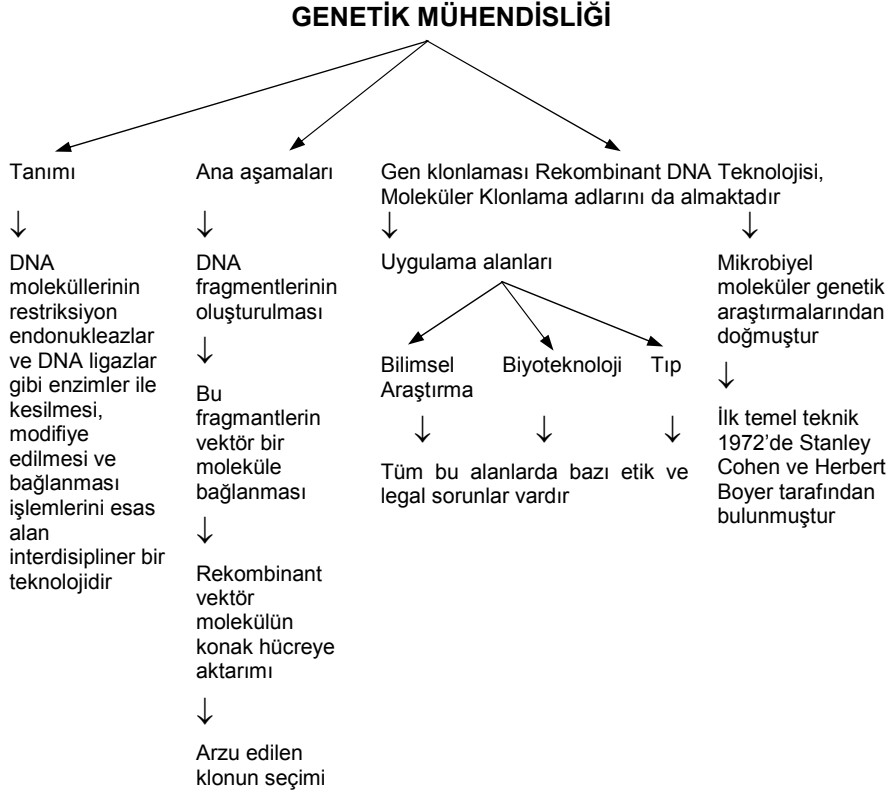 GENETİK MÜHENDİSLİĞİ
Tanımı
DNA
moleküllerinin
restriksiyon
endonukleazlar
ve DNA ligazlar
gibi enzimler ile
kesilmesi,
modifiye
edilmesi ve
bağlanması
işlemlerini esas
alan
interdisipliner bir
teknolojidir
Ana aşamaları
DNA
fragmentlerinin
oluşturulması
Bu
fragmantlerin
vektör bir
moleküle
bağlanması
Rekombinant
vektör
molekülün
konak hücreye
aktarımı
Arzu edilen
klonun seçimi
Gen klonlaması Rekombinant DNA Teknolojisi,
Moleküler Klonlama adlarını da almaktadır
Uygulama alanları
Bilimsel
Araştırma
Biyoteknoloji
Tıp
Tüm bu alanlarda bazı etik ve
legal sorunlar vardır
Mikrobiyel
moleküler genetik
araştırmalarından
doğmuştur
İlk temel teknik
1972’de Stanley
Cohen ve Herbert
Boyer tarafından
bulunmuştur